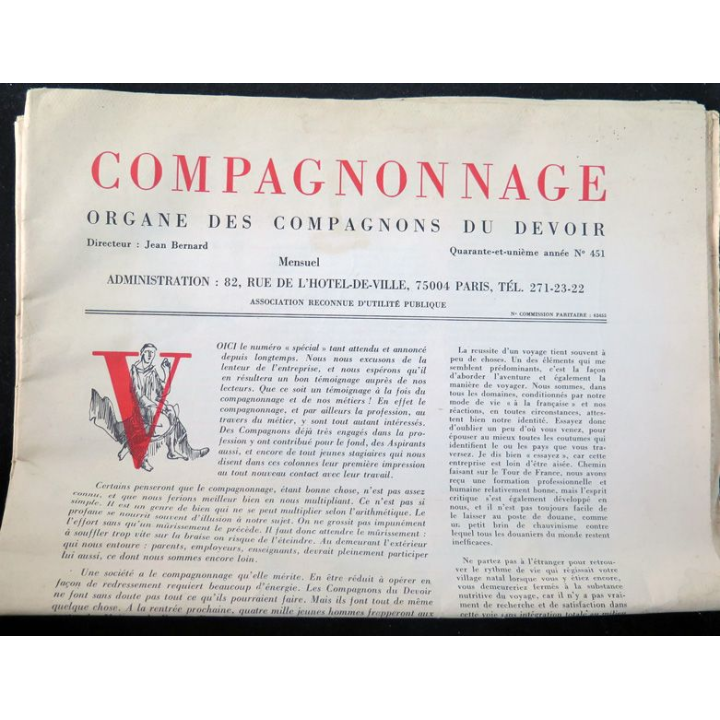 COMPAGNONNAGE
ORGANE DES COMPAGNONS DU DEVOIR
Directeur : Jean Bernard
Quarante-et-unième année N° 451
Mensuel
ADMINISTRATION : 82, RUE DE L'HOTEL-DE-VILLE, 75004 PARIS, TÉL. 271-23-22
ASSOCIATION RECONNUE D'UTILITÉ PUBLIQUE
N° COMMISSION PARITAIRE :
VOICI le numéro « spécial » tant attendu et annoncé
depuis longtemps. Nous nous excusons de la
lenteur de l'entreprise, et nous espérons qu'il
en résultera un bon témoignage auprès de nos
lecteurs. Que ce soit un témoignage à la fois du
compagnonnage et de nos métiers ! En effet le
compagnonnage, et par ailleurs la profession, au
travers du métier, y sont tout autant intéressés.
Des Compagnons déjà très engagés dans la pro-
fession y ont contribué pour le fond, des Aspirants
aussi, et encore de tout jeunes stagiaires qui nous
disent dans ces colonnes leur première impression
au tout nouveau contact avec leur travail.
Certains penseront que le compagnonnage, étant bonne chose, n'est pas assez
connu, et que nous ferions meilleur bien en nous multipliant. Ce n'est pas si
simple. Il est un genre de bien qui ne se peut multiplier selon l'arithmétique. Le
profane se nourrit souvent d'illusion à notre sujet. On ne grossit pas impunément
l'effort sans qu'un mûrissement le précède. Il faut donc attendre le mûrissement :
à souffler trop vite sur la braise on risque de l'éteindre. Au demeurant l'extérieur
qui nous entoure : parents, employeurs, enseignants, devrait pleinement participer
lui aussi, ce dont nous sommes encore loin.
Une société a le compagnonnage qu'elle mérite. En être réduit à opérer en
façon de redressement requiert beaucoup d'énergie. Les Compagnons du Devoir
ne font sans doute pas tout ce qu'ils pourraient faire. Mais ils font tout de même
quelque chose. A la rentrée prochaine, quatre mille jeunes hommes frapperont aux
La reussite d'un voyage tient souvent à
peu de choses. Un des éléments qui me
semblent prédominants, c'est la façon
d'aborder l'aventure et également la
manière de voyager. Nous sommes, dans
tous les domaines, conditionnés par notre
mode de vie « à la française » et nos
réactions, en toutes circonstances, attes-
tent bien notre identité. Essayez donc
d'oublier un peu d'où vous venez, pour
épouser au mieux toutes les coutumes qui
identifient le ou les pays que vous tra-
versez. Je dis bien « essayez », car cette
entreprise est loin d'être aisée. Chemin
faisant sur le Tour de France, nous avons
reçu une formation professionnelle et
humaine relativement bonne, mais l'esprit
critique s'est également développé en
nous, et il n'est pas toujours facile de
le laisser au poste de douane, comme
un petit brin de chauvinisme contre
lequel tous les douaniers du monde restent
inefficaces.
Ne partez pas à l'étranger pour retrou-
ver le rythme de vie qui régissait votre
village natal lorsque vous y étiez encore,
vous demeureriez fermés à la substance
nutritive du voyage, car il n'y a pas vrai-
ment de recherche et de satisfaction dans
cette voie sans intégration totale au milieu